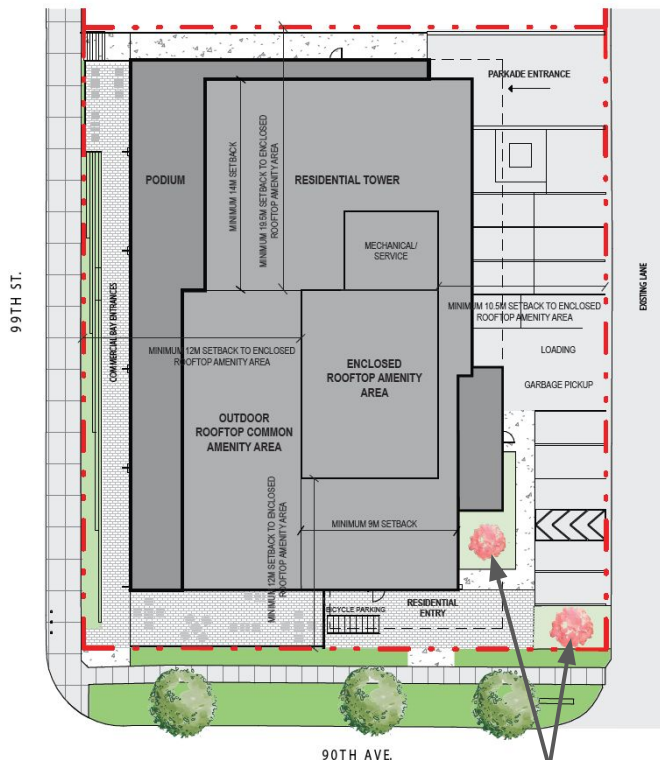 PARKADE ENTRANCE
PODIUM
RESIDENTIAL TOWER
MINIMUM 14M SETBACK
MINIMUM 19.5M SETBACK TO ENCLOSED
ROOFTOP AMENITY AREA
MECHANICAL/
SERVICE
99TH ST.
COMMERCIAL BAY ENTRANCES
EXISTING LANE
MINIMUM 10.5M SETBACK TO ENCLOSED
ROOFTOP AMENITY AREA
MINIMUM 12M SETBACK TO ENCLOSED
ROOFTOP AMENITY AREA
LOADING
ENCLOSED
ROOFTOP AMENITY
AREA
GARBAGE PICKUP
OUTDOOR
ROOFTOP COMMON
AMENITY AREA
MINIMUM 12M SETBACK TO ENCLOSED
ROOFTOP AMENITY AREA
MINIMUM 9M SETBACK
BICYCLE PARKING
RESIDENTIAL
ENTRY
90TH AVE.